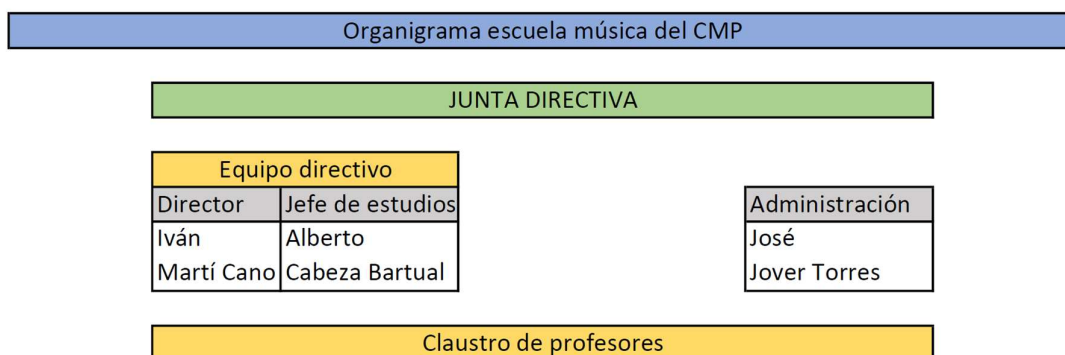 Organigrama escuela música del CMP
JUNTA DIRECTIVA
Equipo directivo
Director Jefe de estudios
Iván Alberto
Martí Cano Cabeza Bartual
Administración
José
Jover Torres
Claustro de profesores